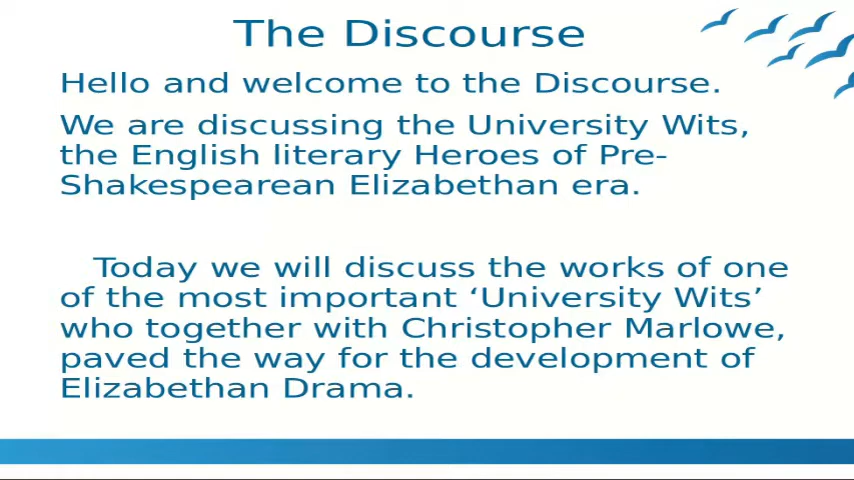 The Discourse
Hello and welcome to the Discourse.
We are discussing the University Wits,
the English literary Heroes of Pre-
Shakespearean Elizabethan era.
Today we will discuss the works of one
of the most important ‘University Wits’
who together with Christopher Marlowe,
paved the way for the development of
Elizabethan Drama.